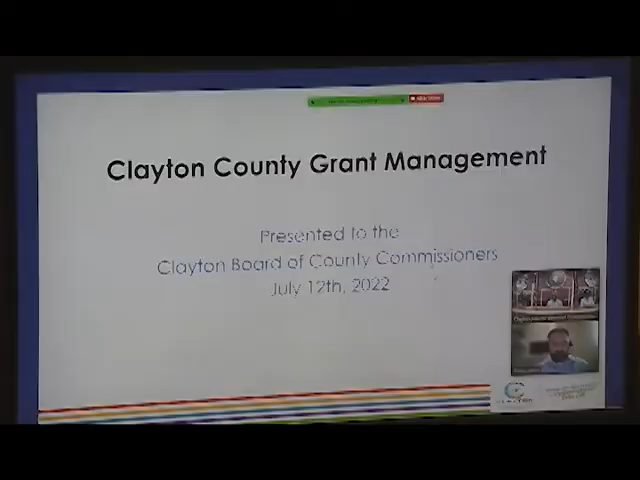 Clayton County Grant Management
Presented to the
Clayton Board of County Commissioners
July 12th, 2022